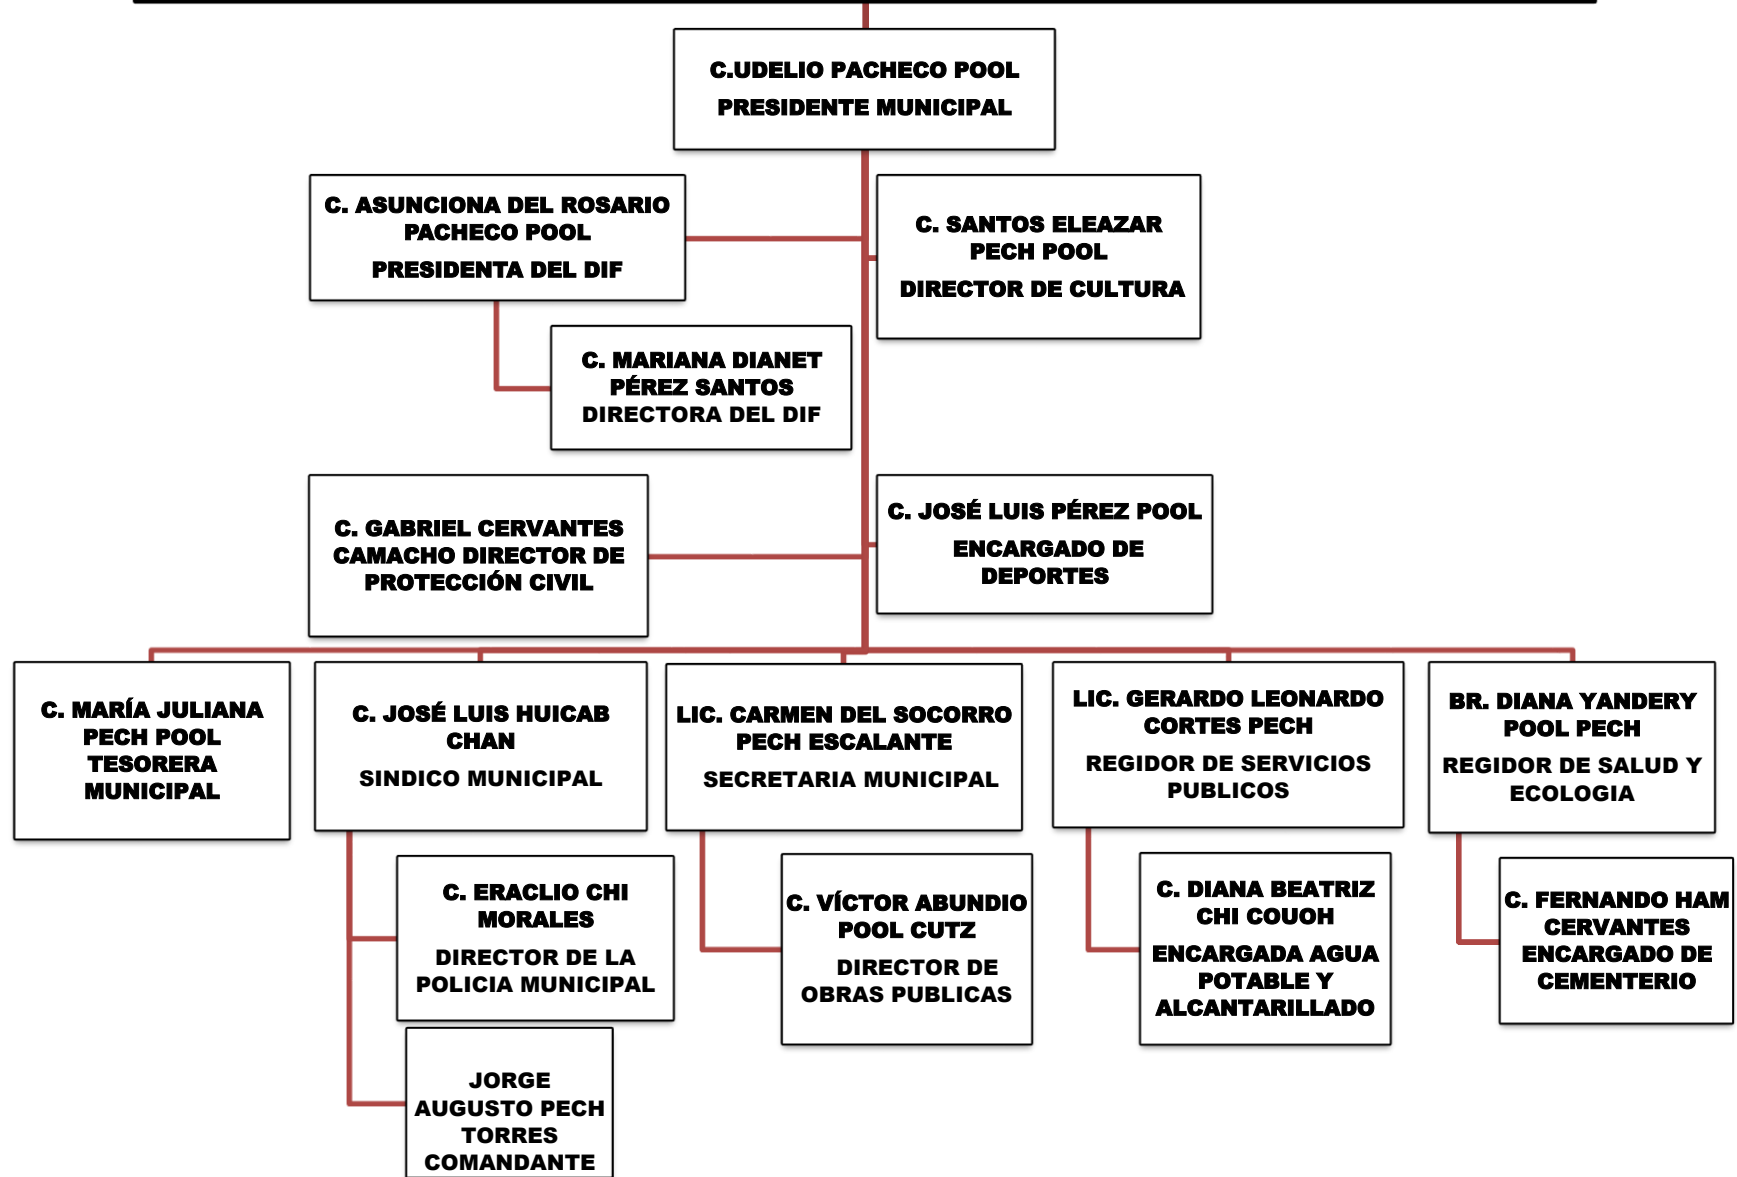 C.UDELIO PACHECO POOL
PRESIDENTE MUNICIPAL
C. ASUNCIONA DEL ROSARIO
PACHECO POOL
PRESIDENTA DEL DIF
C. SANTOS ELEAZAR
PECH POOL
DIRECTOR DE CULTURA
C. MARIANA DIANET
PÉREZ SANTOS
DIRECTORA DEL DIF
C. GABRIEL CERVANTES
CAMACHO DIRECTOR DE
PROTECCIÓN CIVIL
C. JOSÉ LUIS PÉREZ POOL
ENCARGADO DE
DEPORTES
C. MARÍA JULIANA
PECH POOL
TESORERA
MUNICIPAL
C. JOSÉ LUIS HUICAB
CHAN
SINDICO MUNICIPAL
LIC. CARMEN DEL SOCORRO
PECH ESCALANTE
SECRETARIA MUNICIPAL
LIC. GERARDO LEONARDO
CORTES PECH
REGIDOR DE SERVICIOS
PUBLICOS
BR. DIANA YANDERY
POOL PECH
REGIDOR DE SALUD Y
ECOLOGIA
C. ERACLIO CHI
MORALES
DIRECTOR DE LA
POLICIA MUNICIPAL
C. VÍCTOR ABUNDIO
POOL CUTZ
DIRECTOR DE
OBRAS PUBLICAS
C. DIANA BEATRIZ
CHI COUOH
ENCARGADA AGUA
POTABLE Y
ALCANTARILLADO
C. FERNANDO HAM
CERVANTES
ENCARGADO DE
CEMENTERIO
JORGE
AUGUSTO PECH
TORRES
COMANDANTE